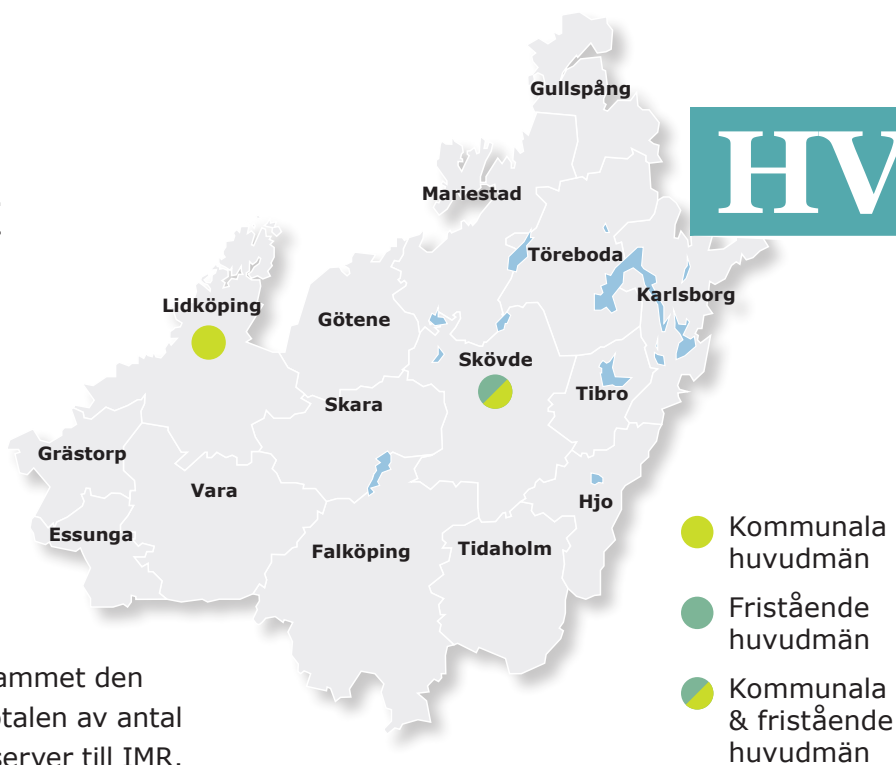 Gullspång
HV
Mariestad
Töreboda
Karlsborg
Lidköping
Götene
Skövde
Tibro
Skara
Grästorp
Vara
Hjo
Essunga
Falköping
Tidaholm
Kommunala
huvudmän
Fristående
huvudmän
Kommunala
& fristående
huvudmän
ammet den
talen av antal
server till IMR.